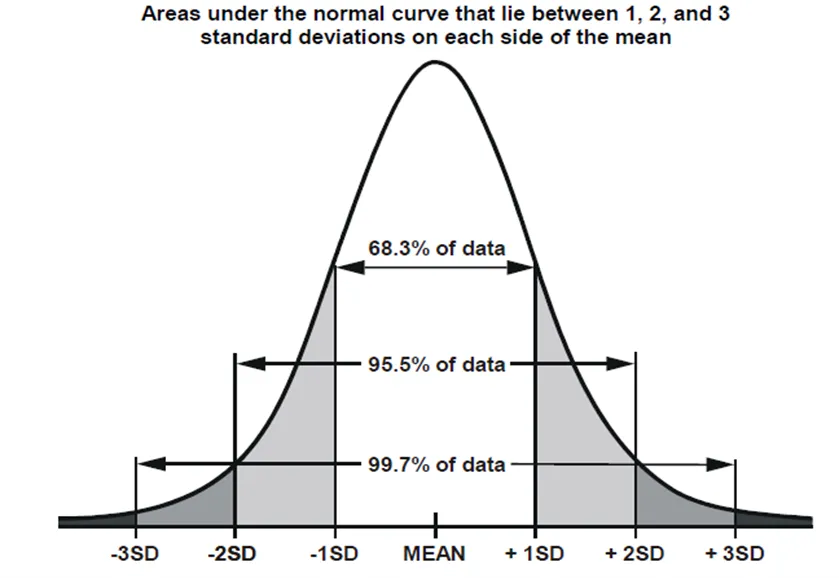 Areas under the normal curve that lie between 1, 2, and 3
standard deviations on each side of the mean
68.3% of data
95.5% of data
99.7% of data
-3SD -2SD -1SD MEAN + 1SD + 2SD + 3SD